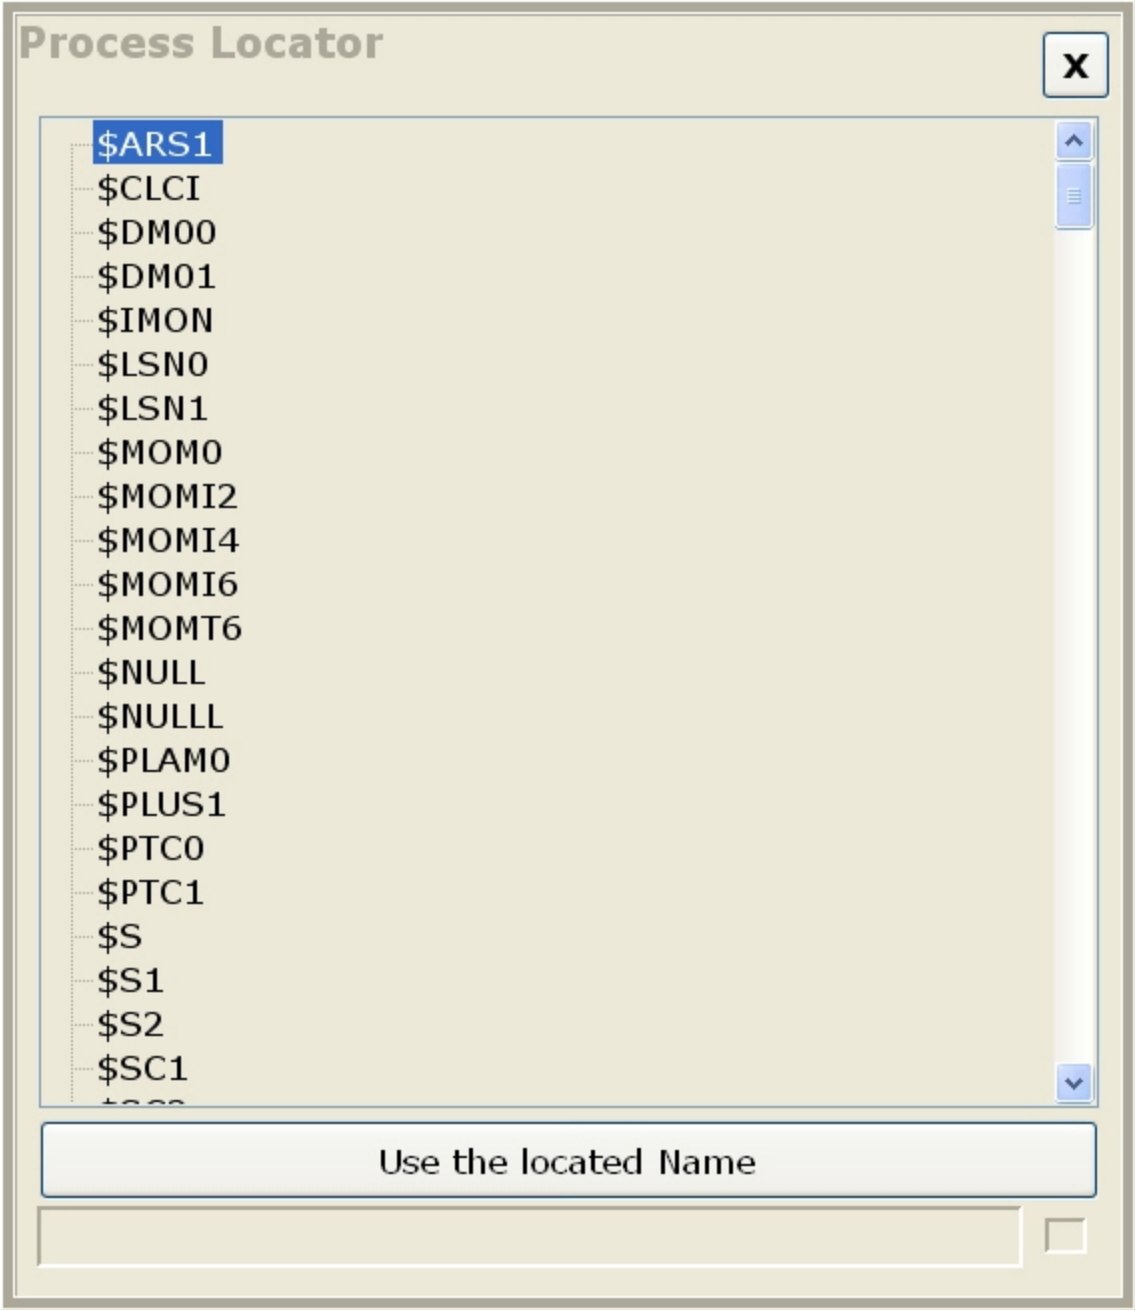 Process Locator
X
$ARS1
$CLCI
$DM00
$DM01
$IMON
$LSN0
$LSN1
$MOM0
$MOMI2
$MOMI4
$MOMI6
$MOMT6
$NULL
$NULLL
$PLAM0
$PLUS1
$PTC0
$PTC1
$S
$S1
$S2
$SC1
Use the located Name